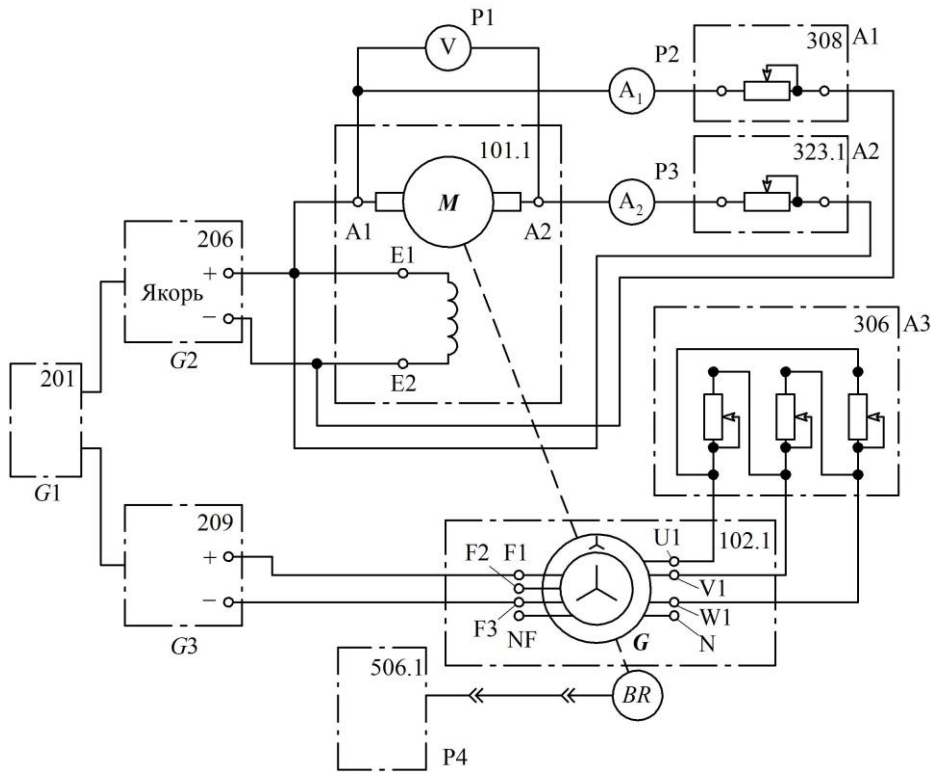 P1
V
P2
308
A1
A₁
101.1
P3
323.1
A2
M
A₂
A1
A2
206
E1
+
Якорь
−
G2
E2
306
A3
201
G1
209
+
−
G3
F2
F1
U1
102.1
V1
F3
NF
W1
G
N
506.1
BR
P4